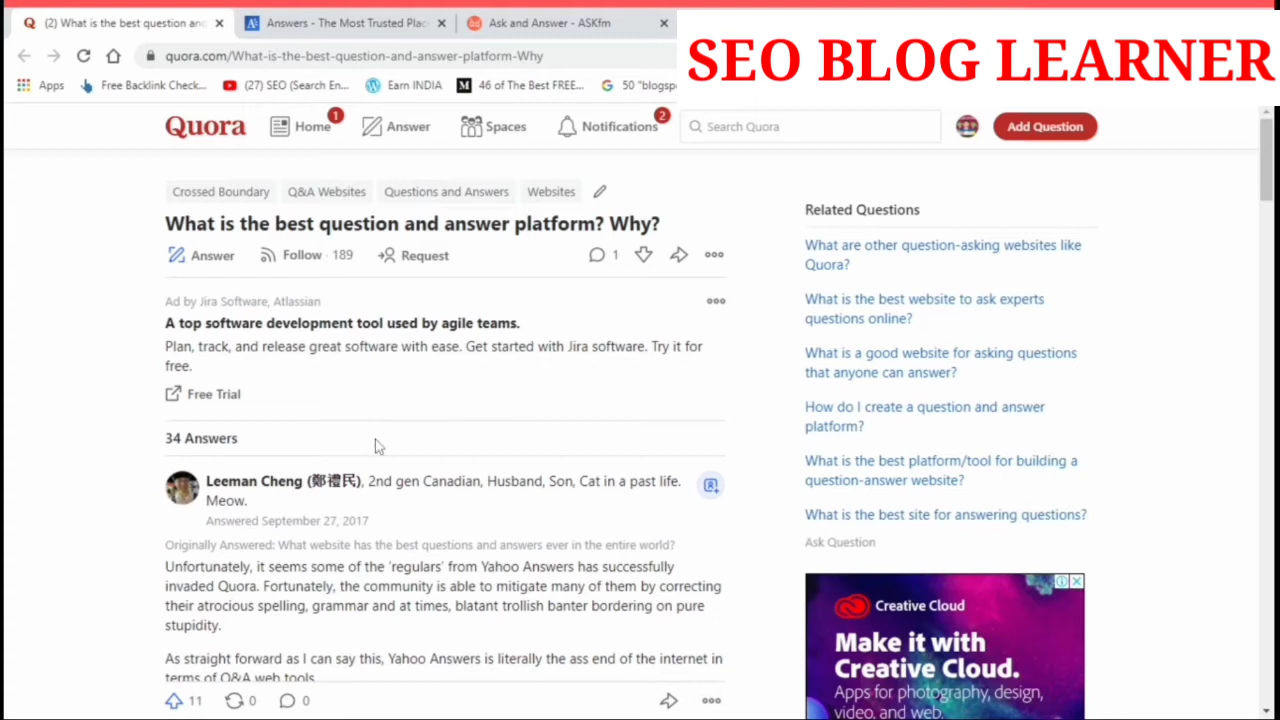 (2) What is the best question and
Answers - The Most Trusted Plac
Ask and Answer - ASKfm
SEO BLOG LEARNER
quora.com/What-is-the-best-question-and-answer-platform-Why
Apps
Free Backlink Check...
(27) SEO (Search En...
Earn INDIA
46 of The Best FREE...
50 "blogsp
Quora
Home
1
Answer
Spaces
Notifications
2
Search Quora
Add Question
Crossed Boundary
Q&A Websites
Questions and Answers
Websites
What is the best question and answer platform? Why?
Answer
Follow · 189
Request
1
Ad by Jira Software, Atlassian
A top software development tool used by agile teams.
Plan, track, and release great software with ease. Get started with Jira software. Try it for
free.
Free Trial
34 Answers
Leeman Cheng (鄭禮民), 2nd gen Canadian, Husband, Son, Cat in a past life.
Meow.
Answered September 27, 2017
Originally Answered: What website has the best questions and answers ever in the entire world?
Unfortunately, it seems some of the 'regulars' from Yahoo Answers has successfully
invaded Quora. Fortunately, the community is able to mitigate many of them by correcting
their atrocious spelling, grammar and at times, blatant trollish banter bordering on pure
stupidity.
As straight forward as I can say this, Yahoo Answers is literally the ass end of the internet in
terms of Q&A web tools
11
0
0
Related Questions
What are other question-asking websites like
Quora?
What is the best website to ask experts
questions online?
What is a good website for asking questions
that anyone can answer?
How do I create a question and answer
platform?
What is the best platform/tool for building a
question-answer website?
What is the best site for answering questions?
Ask Question
Creative Cloud
Make it with
Creative Cloud.
Apps for photography, design,
video, and web.